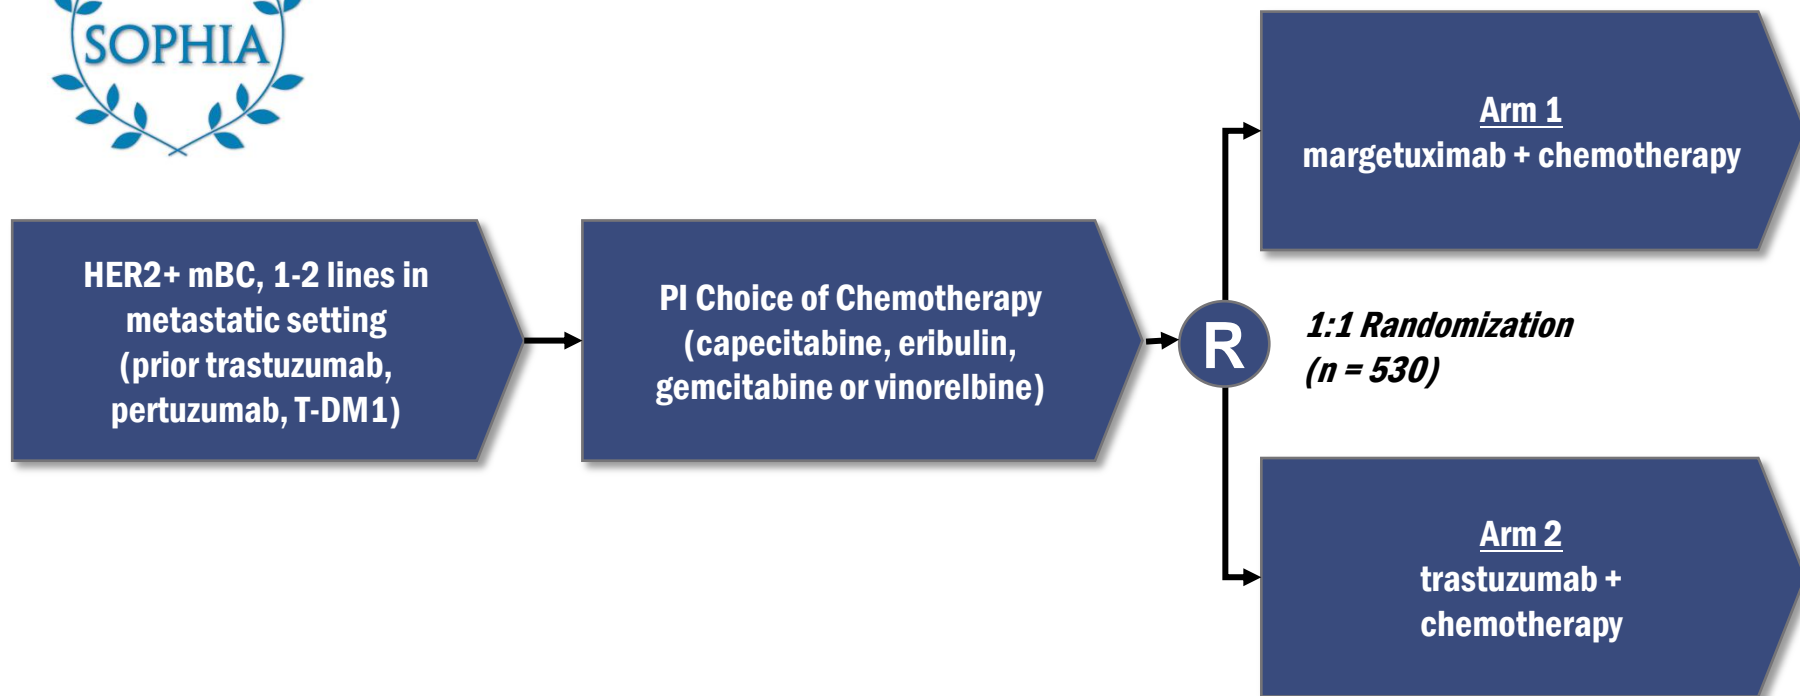 SOPHIA
HER2+ mBC, 1-2 lines in
metastatic setting
(prior trastuzumab,
pertuzumab, T-DM1)
PI Choice of Chemotherapy
(capecitabine, eribulin,
gemcitabine or vinorelbine)
R
1:1 Randomization
(n = 530)
Arm 1
margetuximab + chemotherapy
Arm 2
trastuzumab +
chemotherapy